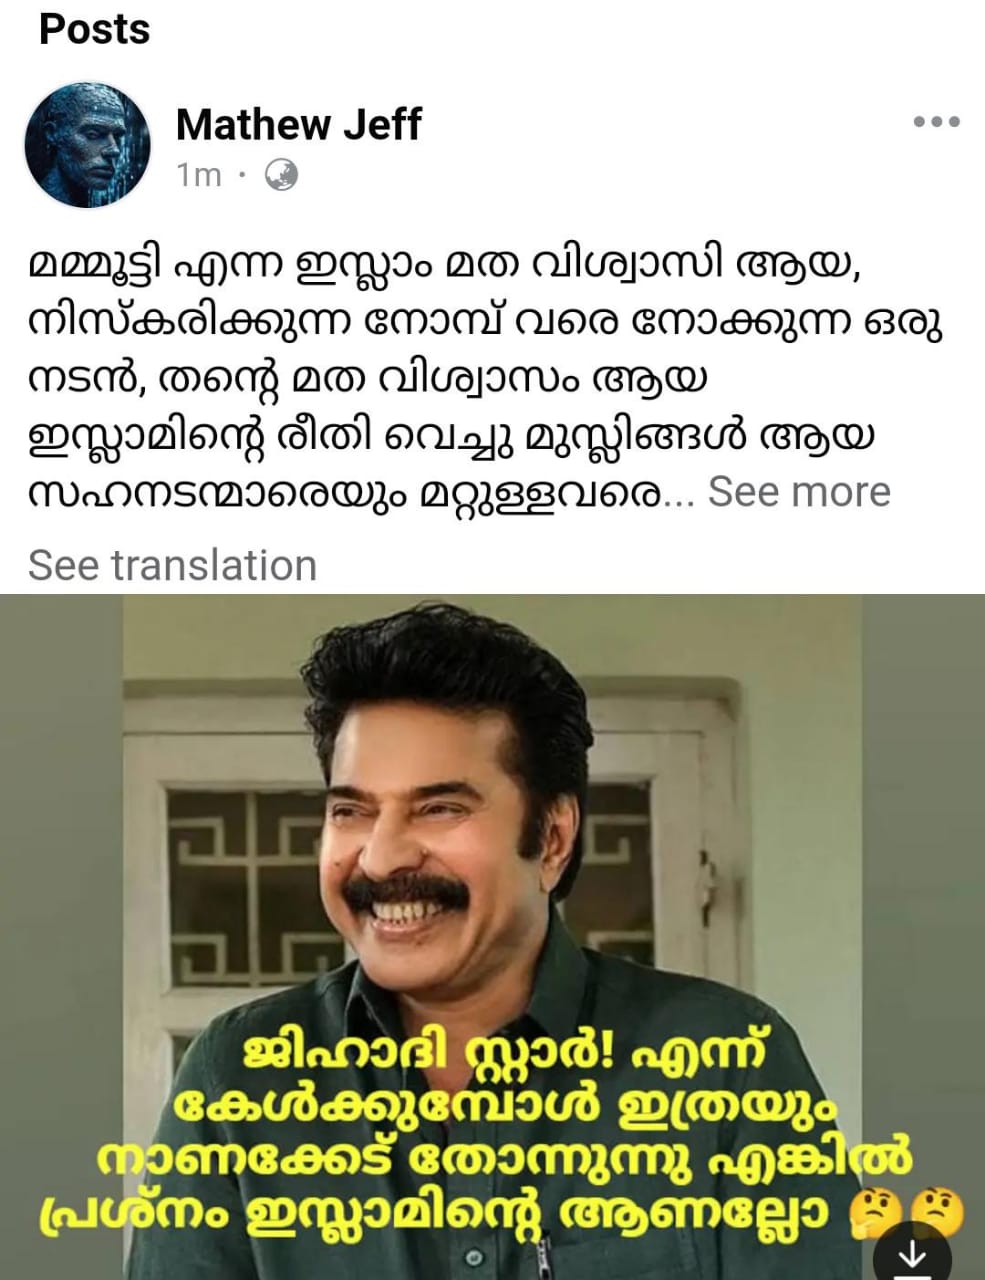 Posts
Mathew Jeff
1m ·
മമ്മൂട്ടി എന്ന ഇസ്ലാം മത വിശ്വാസി ആയ,
നിസ്കരിക്കുന്ന നോമ്പ് വരെ നോക്കുന്ന ഒരു
നടൻ, തന്റെ മത വിശ്വാസം ആയ
ഇസ്ലാമിന്റെ രീതി വെച്ചു മുസ്ലിങ്ങൾ ആയ
സഹനടന്മാരെയും മറ്റുള്ളവരെ... See more
See translation
ജിഹാദി സ്റ്റാർ! എന്ന്
കേൾക്കുമ്പോൾ ഇത്രയും
നാണക്കേട് തോന്നുന്നു എങ്കിൽ
പ്രശ്നം ഇസ്ലാമിന്റെ ആണല്ലോ 🤔🤨